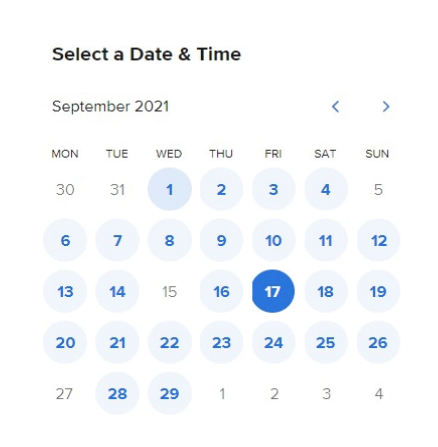 Select a Date & Time
September 2021
MON TUE WED THU FRI SAT SUN
30 31 1 2 3 4 5
6 7 8 9 10 11 12
13 14 15 16 17 18 19
20 21 22 23 24 25 26
27 28 29 1 2 3 4